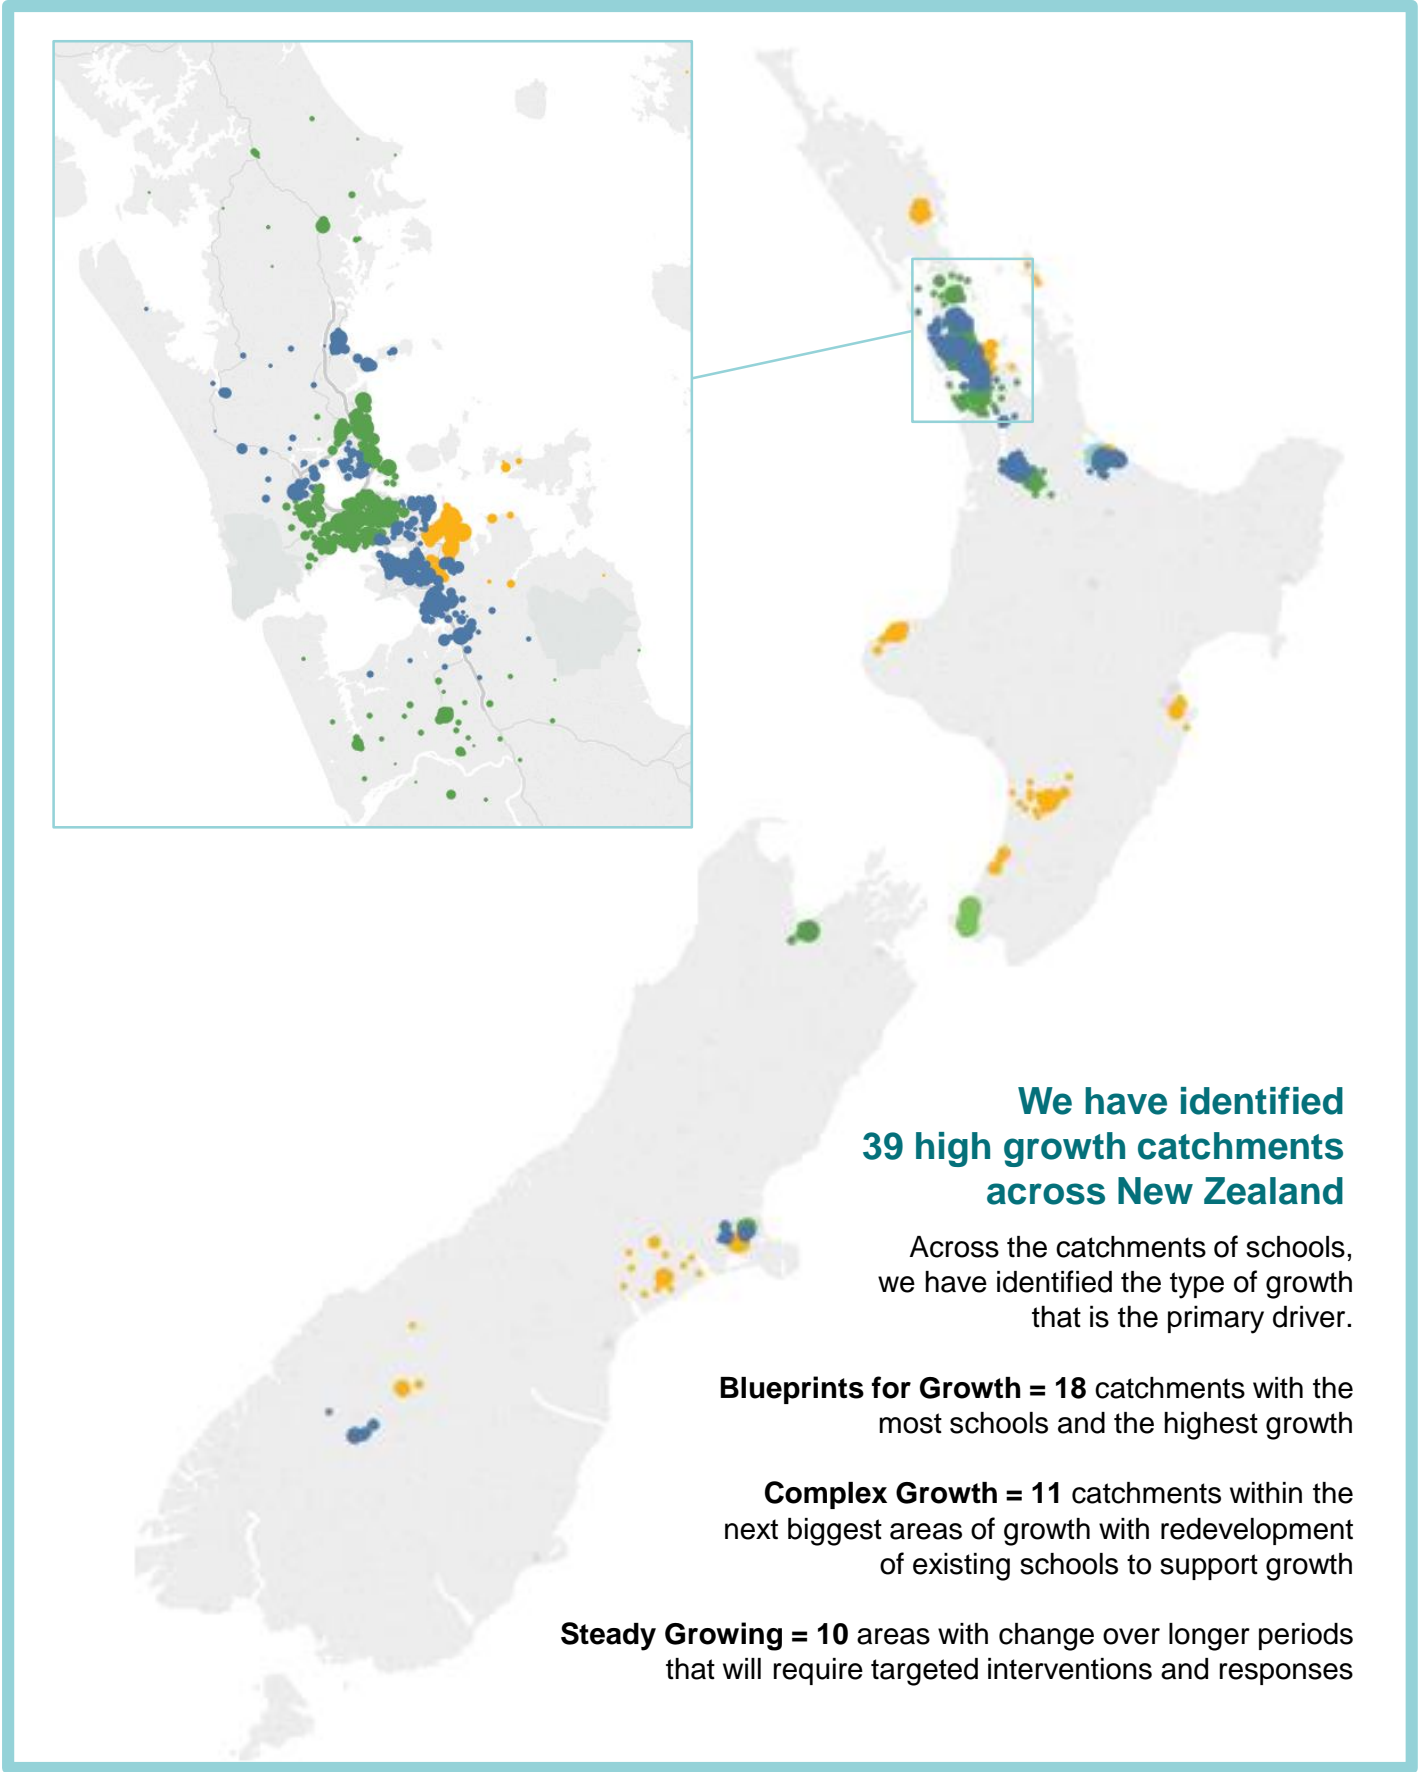 We have identified
39 high growth catchments
across New Zealand
Across the catchments of schools,
we have identified the type of growth
that is the primary driver.
Blueprints for Growth = 18 catchments with the
most schools and the highest growth
Complex Growth = 11 catchments within the
next biggest areas of growth with redevelopment
of existing schools to support growth
Steady Growing = 10 areas with change over longer periods
that will require targeted interventions and responses